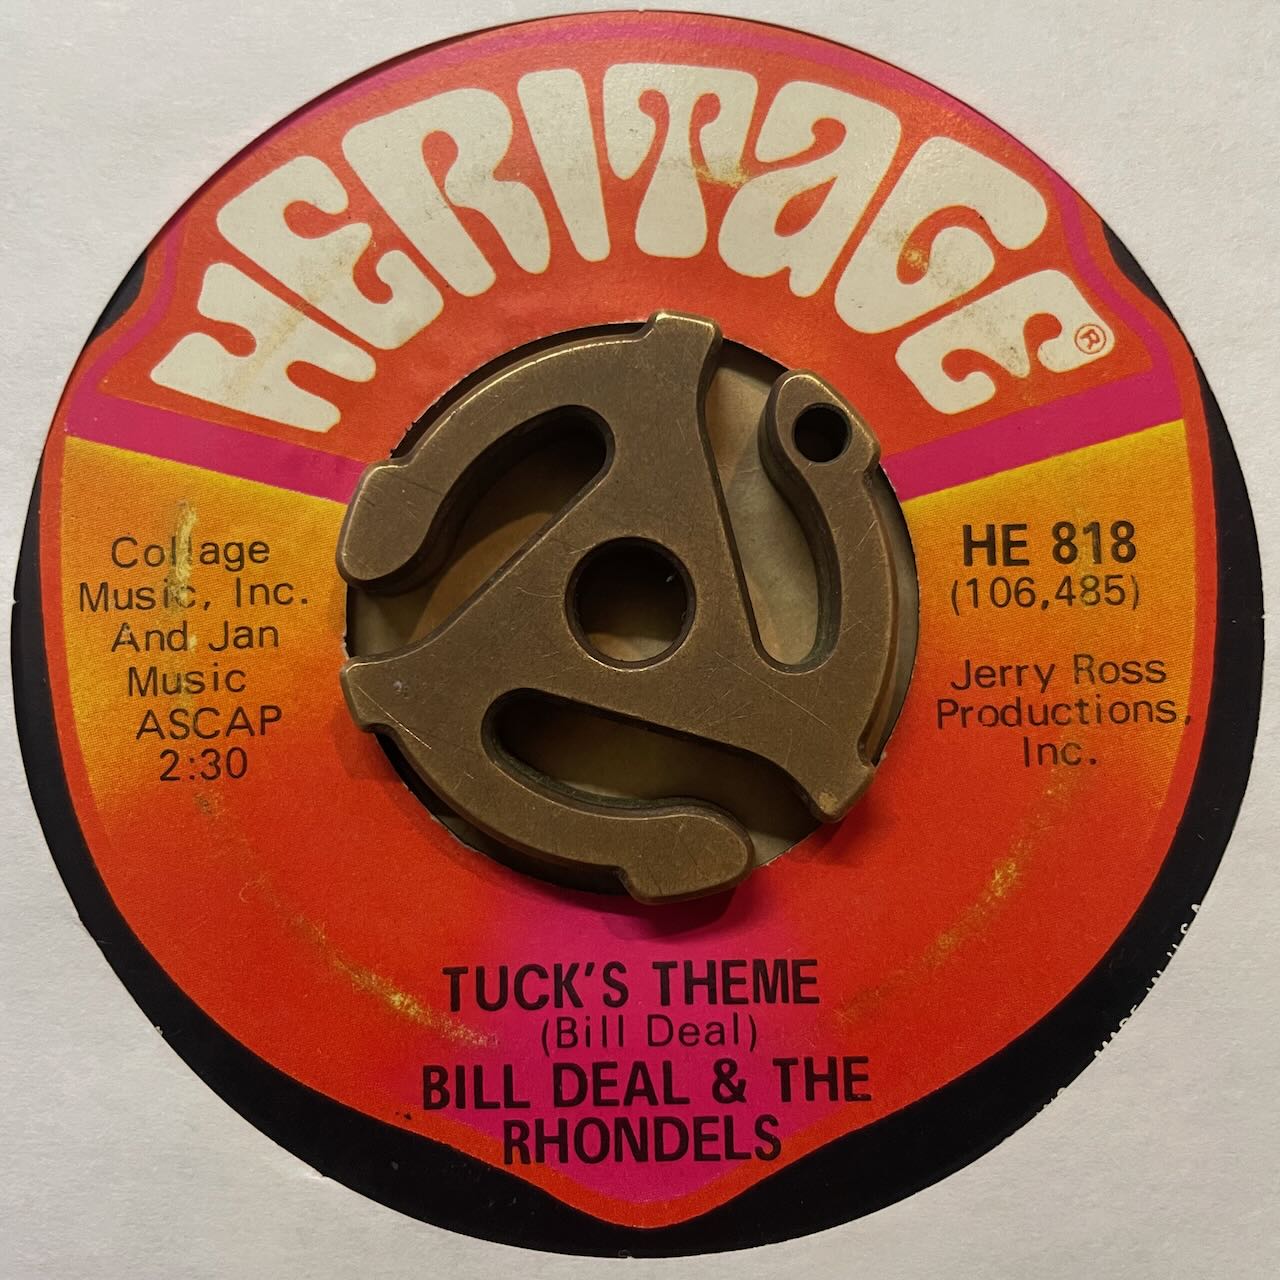 HERITAGE®
Collage
Music, Inc.
And Jan
Music
ASCAP
2:30
HE 818
(106,485)
Jerry Ross
Productions,
Inc.
TUCK'S THEME
(Bill Deal)
BILL DEAL & THE
RHONDELS